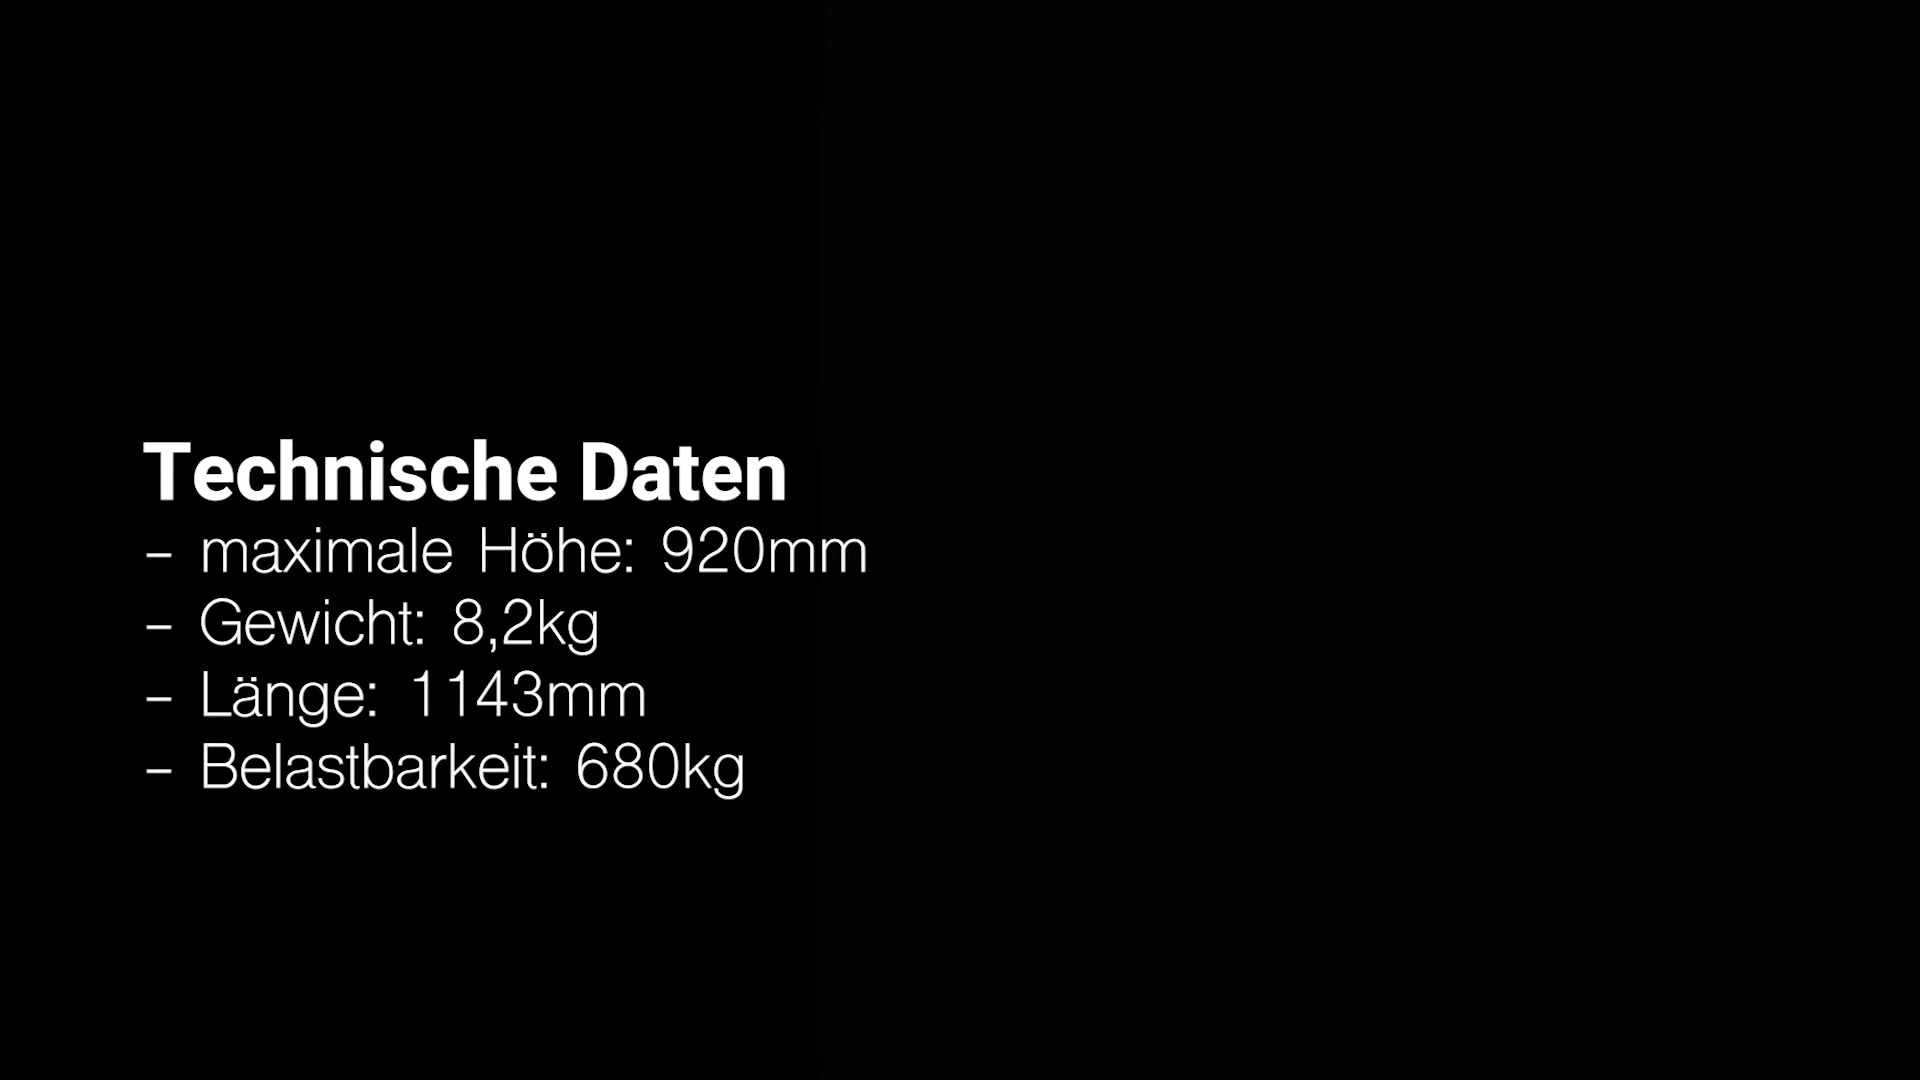 Technische Daten
- maximale Höhe: 920mm
- Gewicht: 8,2kg
- Länge: 1143mm
- Belastbarkeit: 680kg